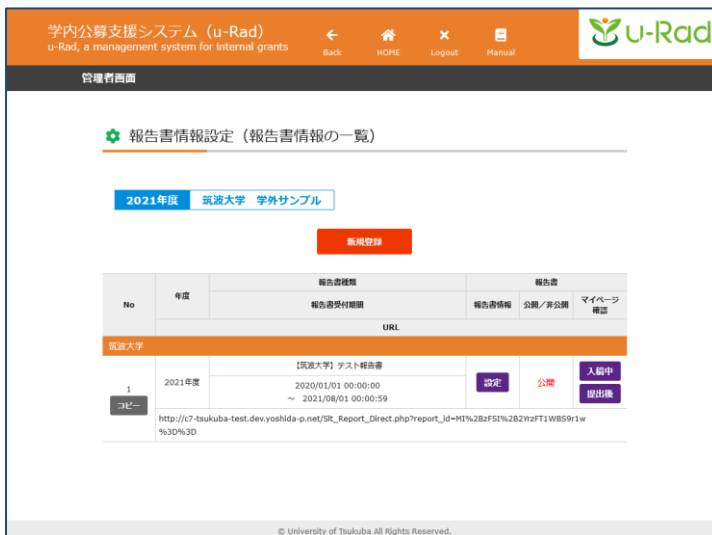 学内公募支援システム（u-Rad）
u-Rad, a management system for internal grants
Back
HOME
Logout
Manual
u-Rad
管理者画面
報告書情報設定（報告書情報の一覧）
2021年度 筑波大学 学外サンプル
新規登録
No
年度
報告書種類
報告書
報告書受付期間
報告書情報
公開／非公開
マイページ
確認
URL
筑波大学
1
コピー
2021年度
【筑波大学】テスト報告書
2020/01/01 00:00:00
～ 2021/08/01 00:00:59
設定
公開
入稿中
提出後
http://c7-tsukuba-test.dev.yoshida-p.net/Slt_Report_Direct.php?report_id=MI%2BzFSI%2B2YrzFT1WBS9r1w
%3D%3D
© University of Tsukuba All Rights Reserved.